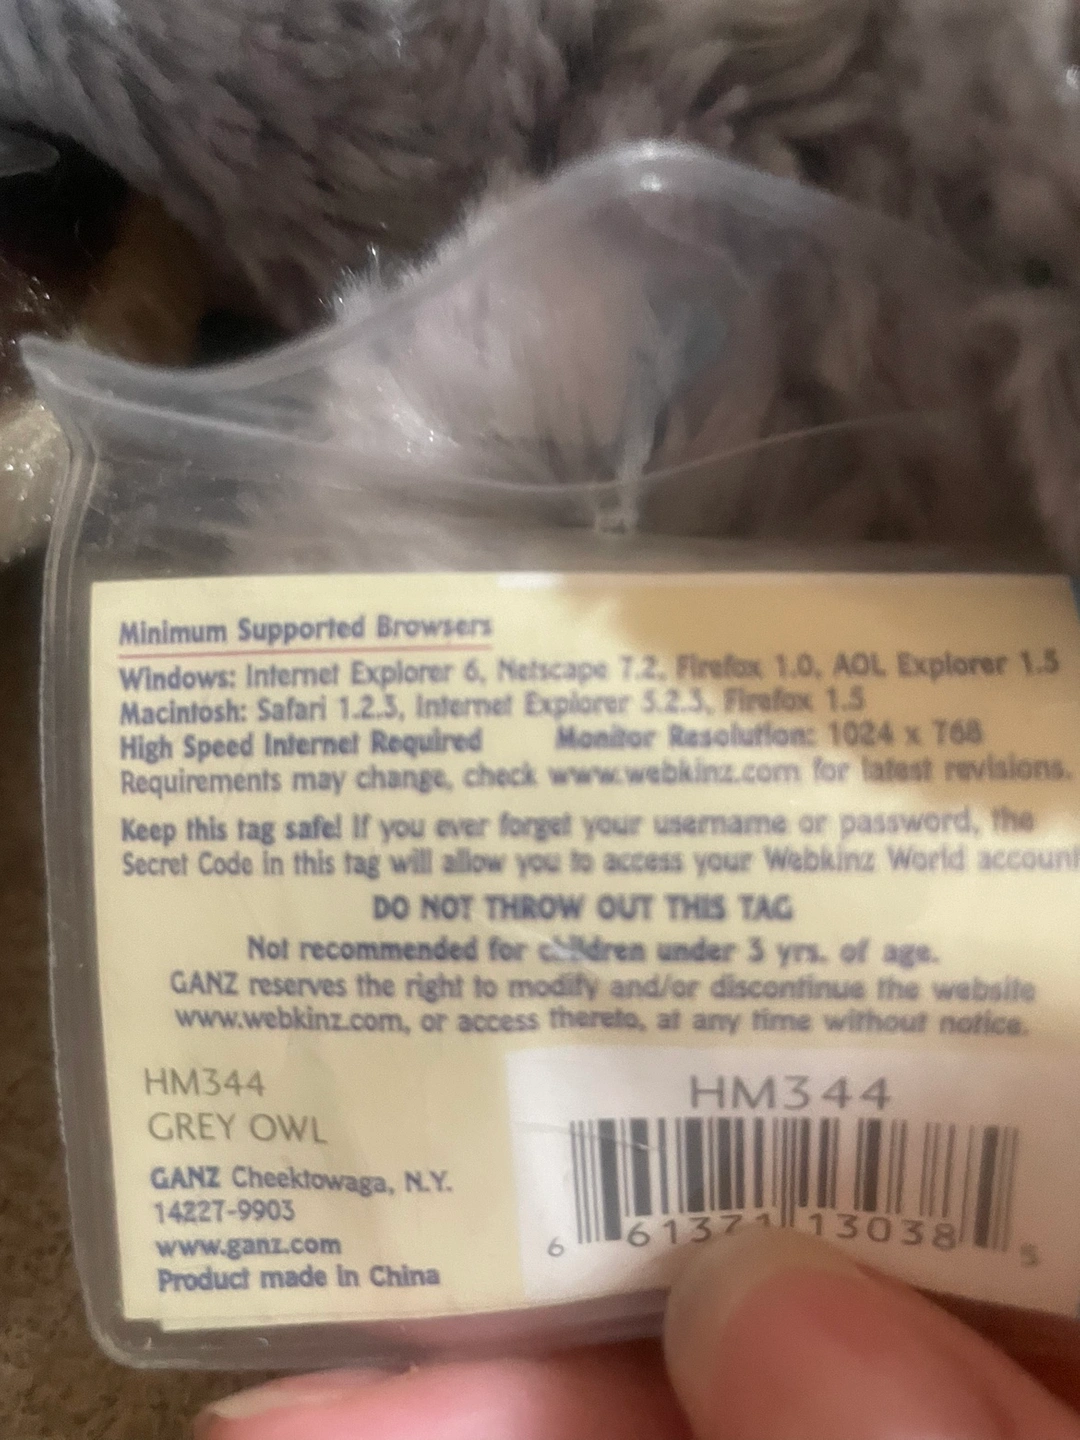 Minimum Supported Browsers
Windows: Internet Explorer 6, Netscape 7.2, Firefox 1.0, AOL Explorer 1.5
Macintosh: Safari 1.2.3, Internet Explorer 5.2.3, Firefox 1.5
High Speed Internet Required Monitor Resolution: 1024 x 768
Requirements may change, check www.webkinz.com for latest revisions.
Keep this tag safe! If you ever forget your username or password, the
Secret Code in this tag will allow you to access your Webkinz World account
DO NOT THROW OUT THIS TAG
Not recommended for children under 3 yrs. of age.
GANZ reserves the right to modify and/or discontinue the website
www.webkinz.com, or access thereto, at any time without notice.
HM344
GREY OWL
GANZ Cheektowaga, N.Y.
14227-9903
www.ganz.com
Product made in China
HM344
6 61371 13038 5